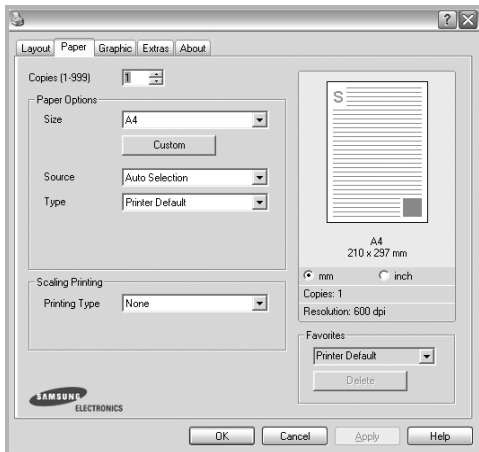 Layout Paper Graphic Extras About
Copies (1-999) 1
Paper Options
Size A4
Custom
Source Auto Selection
Type Printer Default
Scaling Printing
Printing Type None
SAMSUNG
ELECTRONICS
S
A4
210 x 297 mm
mm inch
Copies: 1
Resolution: 600 dpi
Favorites
Printer Default
Delete
OK Cancel Apply Help